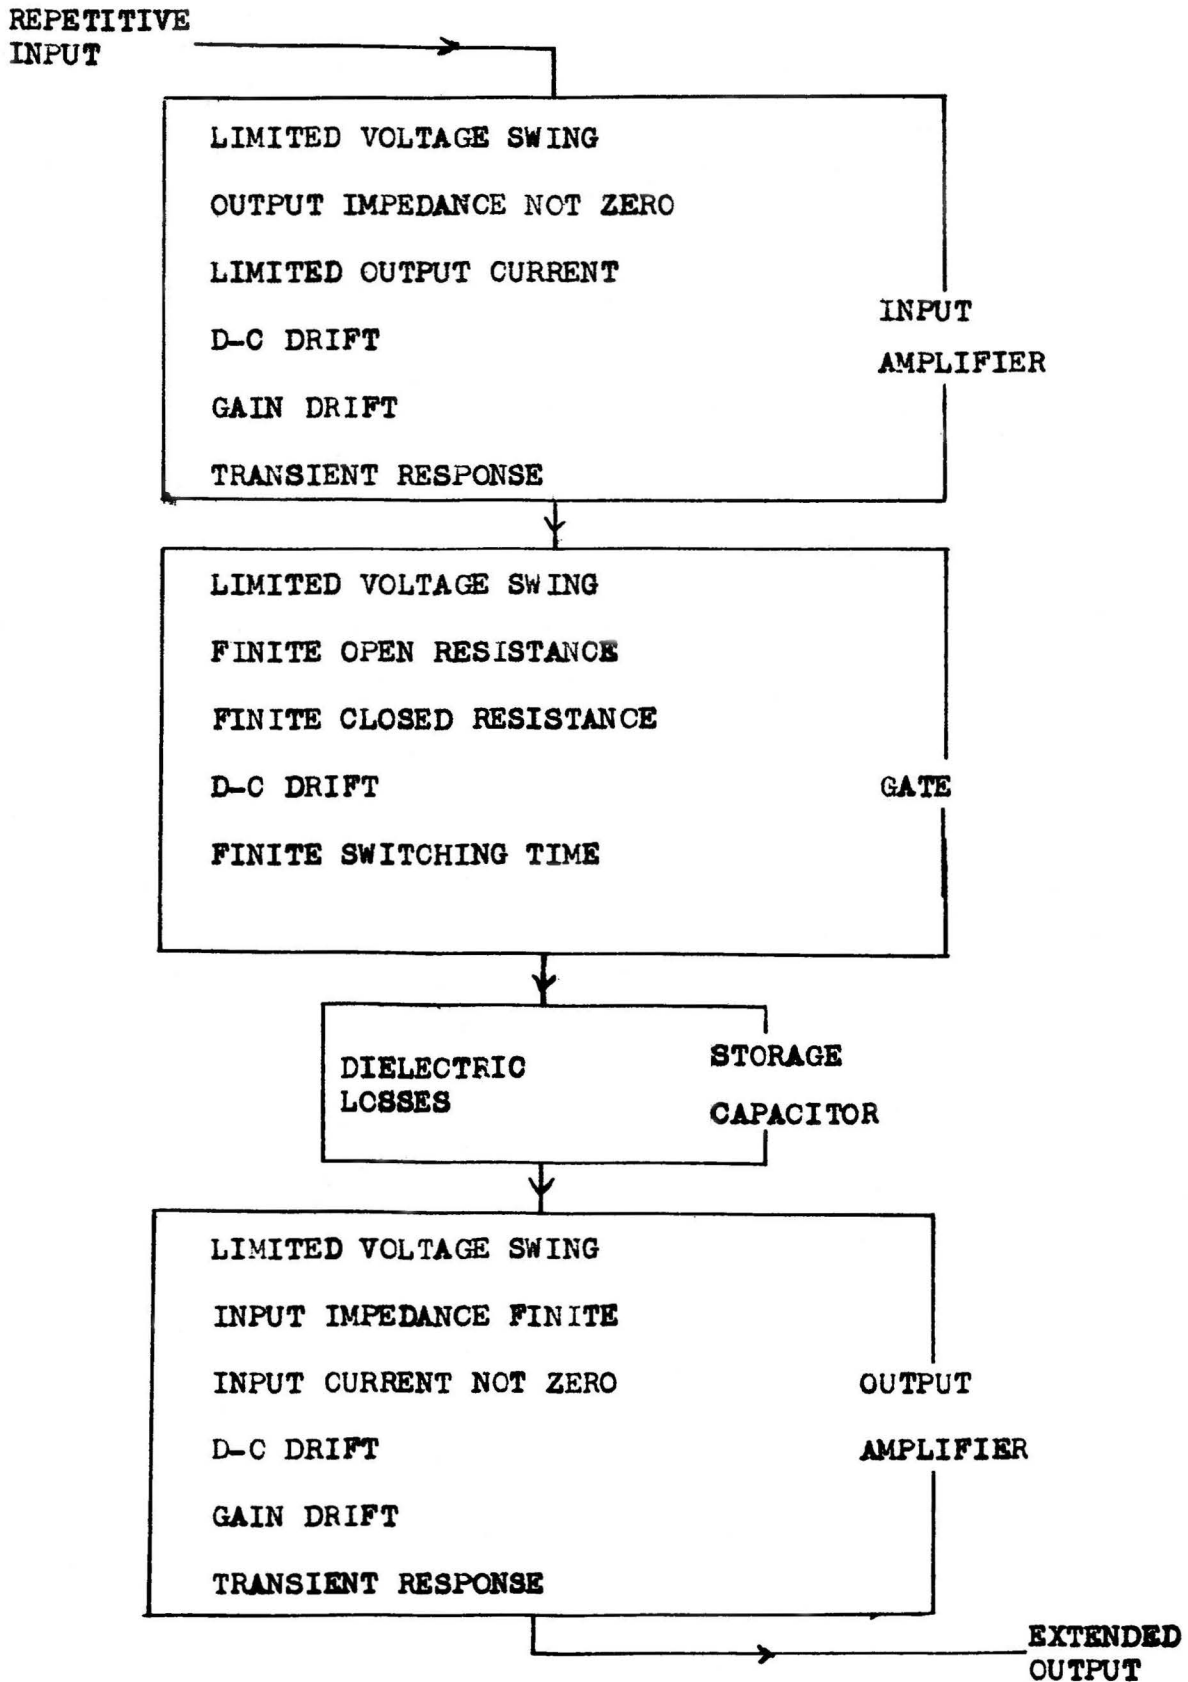 REPETITIVE
INPUT
LIMITED VOLTAGE SWING
OUTPUT IMPEDANCE NOT ZERO
LIMITED OUTPUT CURRENT
D-C DRIFT
GAIN DRIFT
TRANSIENT RESPONSE
INPUT
AMPLIFIER
LIMITED VOLTAGE SWING
FINITE OPEN RESISTANCE
FINITE CLOSED RESISTANCE
D-C DRIFT
FINITE SWITCHING TIME
GATE
DIELECTRIC
LOSSES
STORAGE
CAPACITOR
LIMITED VOLTAGE SWING
INPUT IMPEDANCE FINITE
INPUT CURRENT NOT ZERO
D-C DRIFT
GAIN DRIFT
TRANSIENT RESPONSE
OUTPUT
AMPLIFIER
EXTENDED
OUTPUT